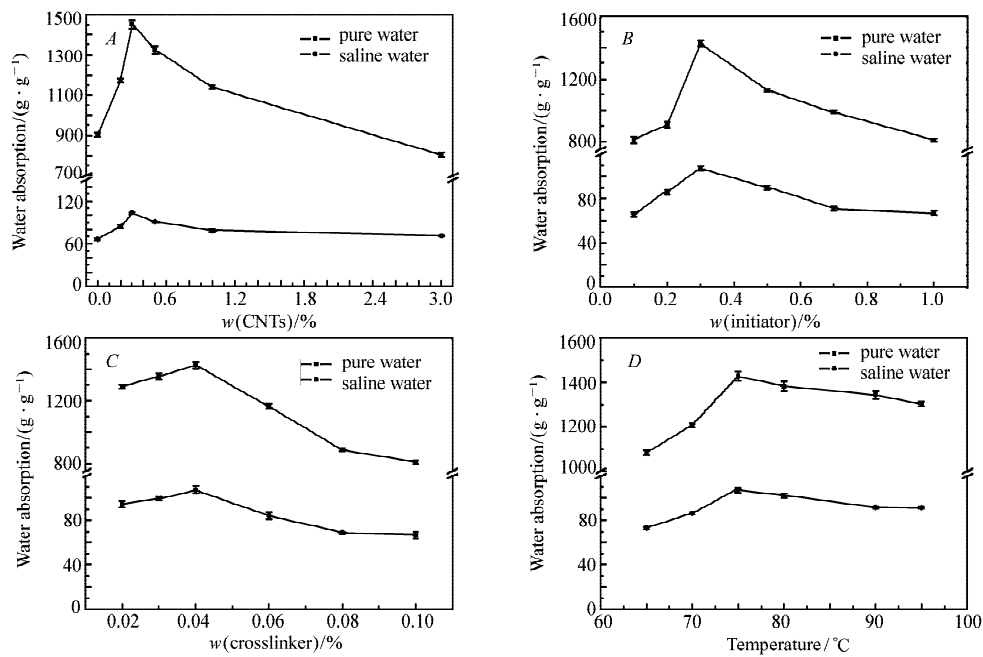 A
pure water
saline water
Water absorption/(g · g⁻¹)
1500
1300
1100
900
700
120
60
0
0.0 0.6 1.2 1.8 2.4 3.0
w(CNTs)/%
B
pure water
saline water
Water absorption/(g · g⁻¹)
1600
1200
800
80
40
0
0.0 0.2 0.4 0.6 0.8 1.0
w(initiator)/%
C
pure water
saline water
Water absorption/(g · g⁻¹)
1600
1200
800
80
40
0
0.02 0.04 0.06 0.08 0.10
w(crosslinker)/%
D
pure water
saline water
Water absorption/(g · g⁻¹)
1600
1400
1200
1000
80
40
0
60 70 80 90 95 100
Temperature/°C